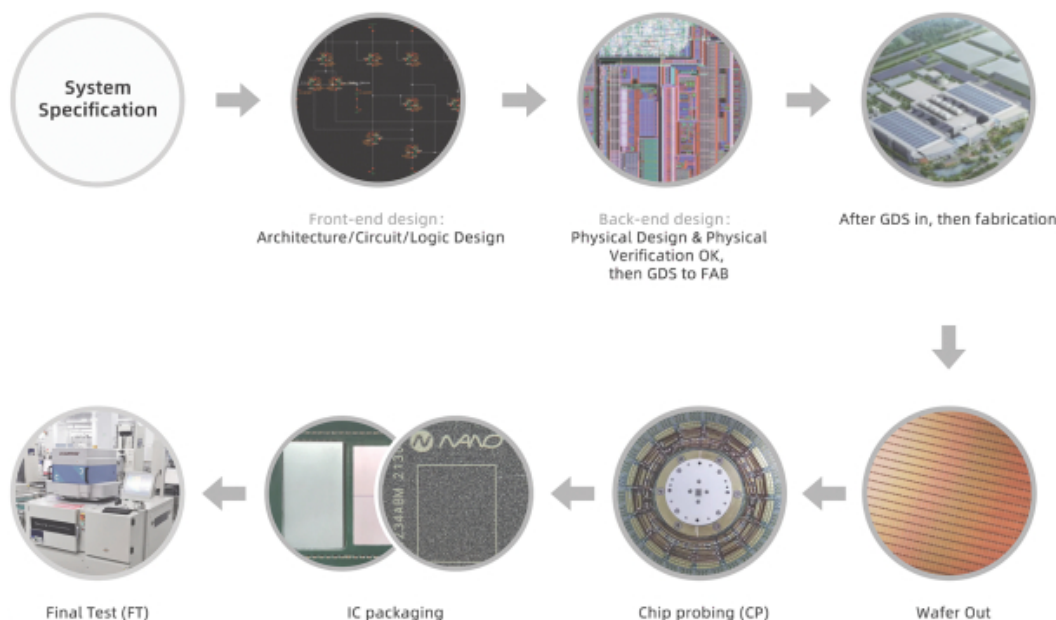 System
Specification
Front-end design:
Architecture/Circuit/Logic Design
Back-end design:
Physical Design & Physical
Verification OK,
then GDS to FAB
After GDS in, then fabrication
NANO
Final Test (FT)
IC packaging
Chip probing (CP)
Wafer Out